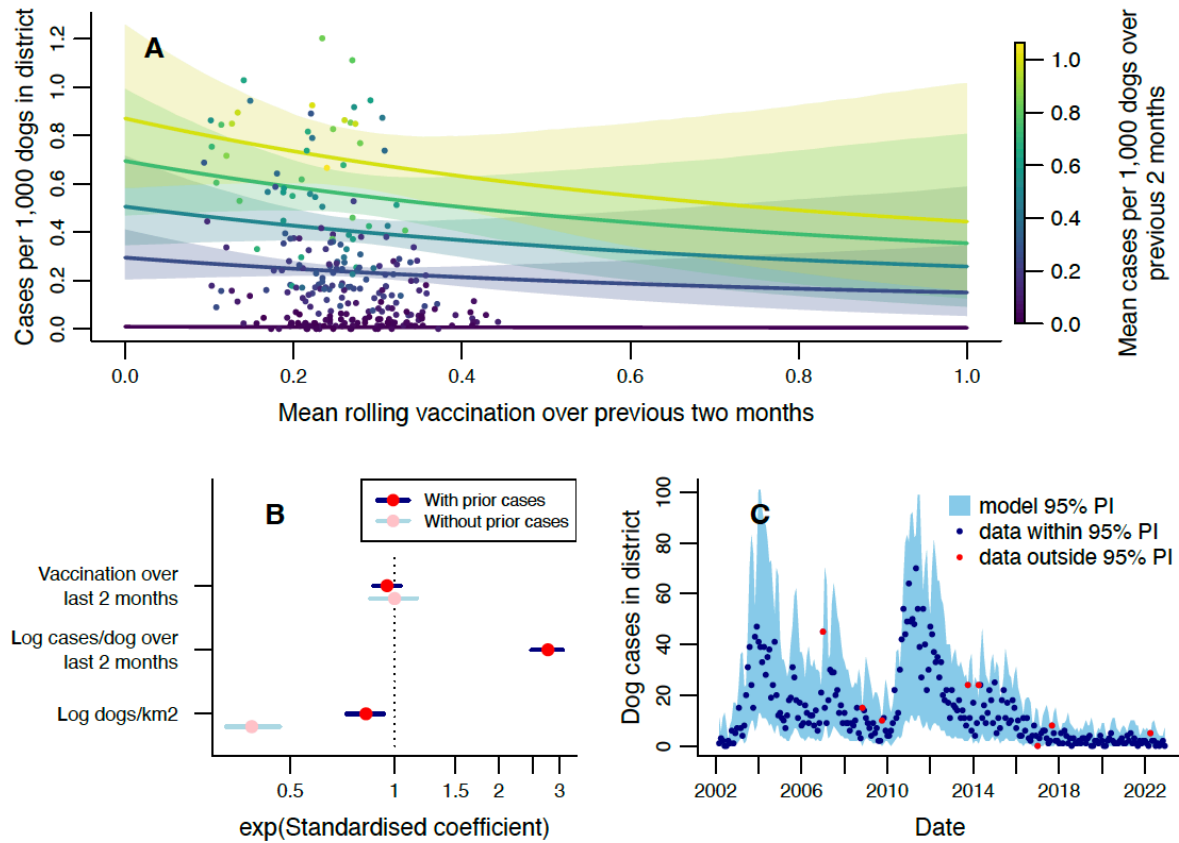 A
Cases per 1,000 dogs in district
0.0 0.2 0.4 0.6 0.8 1.0 1.2
0.0 0.2 0.4 0.6 0.8 1.0
Mean rolling vaccination over previous two months
1.0
0.8
0.6
0.4
0.2
0.0
Mean cases per 1,000 dogs over
previous 2 months
B
With prior cases
Without prior cases
Vaccination over
last 2 months
Log cases/dog over
last 2 months
Log dogs/km2
0.5 1 1.5 2 3
exp(Standardised coefficient)
C
model 95% PI
data within 95% PI
data outside 95% PI
Dog cases in district
0 20 40 60 80 100
2002 2006 2010 2014 2018 2022
Date